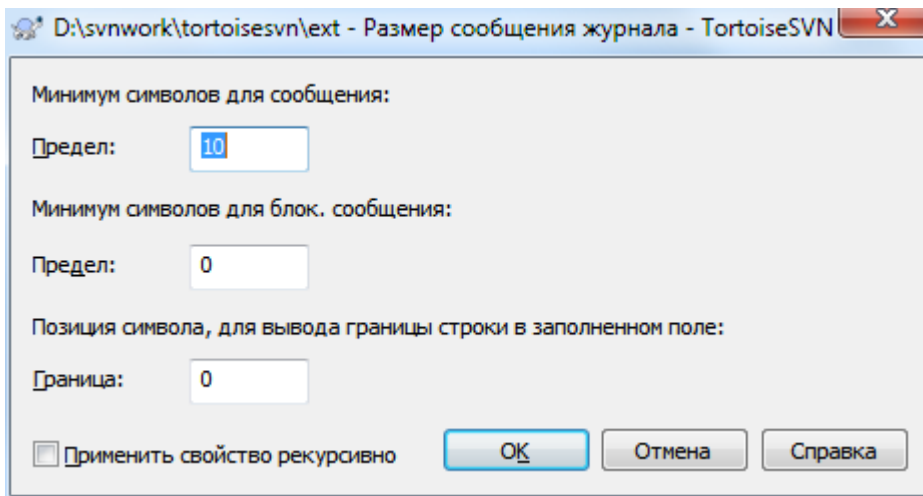 D:\svnwork\tortoisesvn\ext - Размер сообщения журнала - TortoiseSVN
Минимум символов для сообщения:
Предел: 10
Минимум символов для блок. сообщения:
Предел: 0
Позиция символа, для вывода границы строки в заполненном поле:
Граница: 0
Применить свойство рекурсивно ОК Отмена Справка